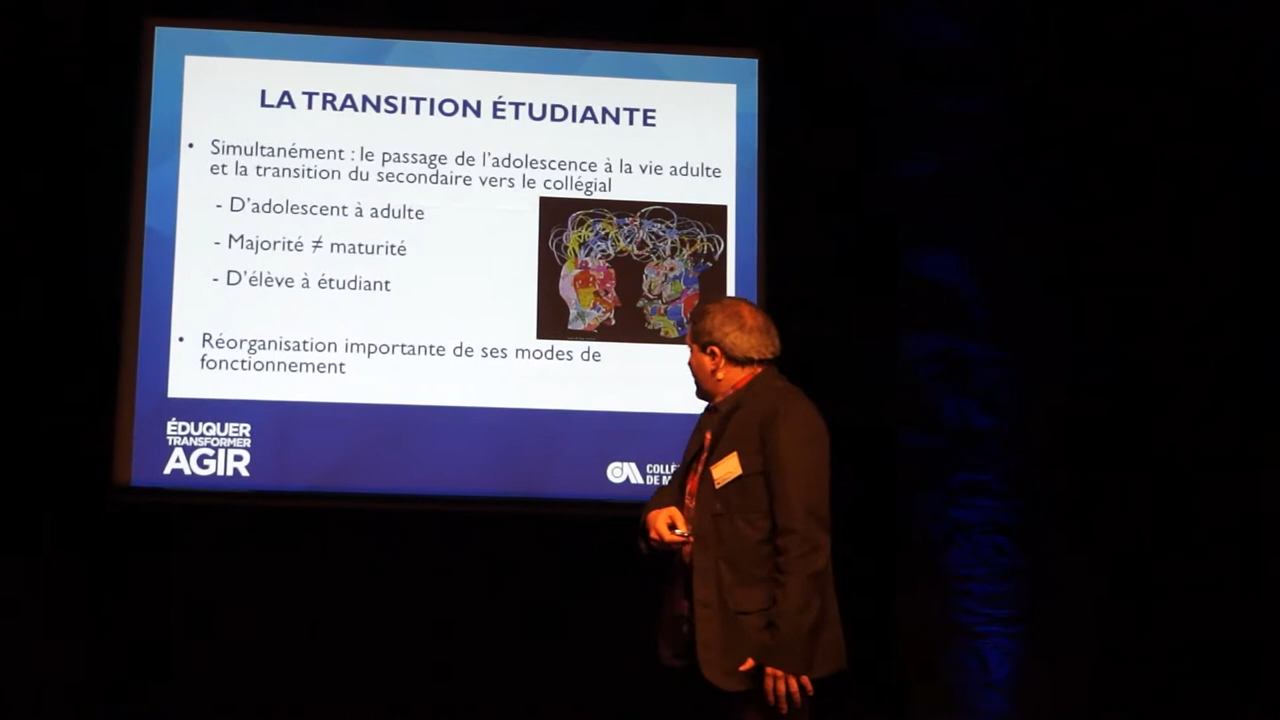 LA TRANSITION ÉTUDIANTE
• Simultanément : le passage de l'adolescence à la vie adulte
et la transition du secondaire vers le collégial
- D'adolescent à adulte
- Majorité ≠ maturité
- D'élève à étudiant
• Réorganisation importante de ses modes de
fonctionnement
ÉDUQUER
TRANSFORMER
AGIR
DE